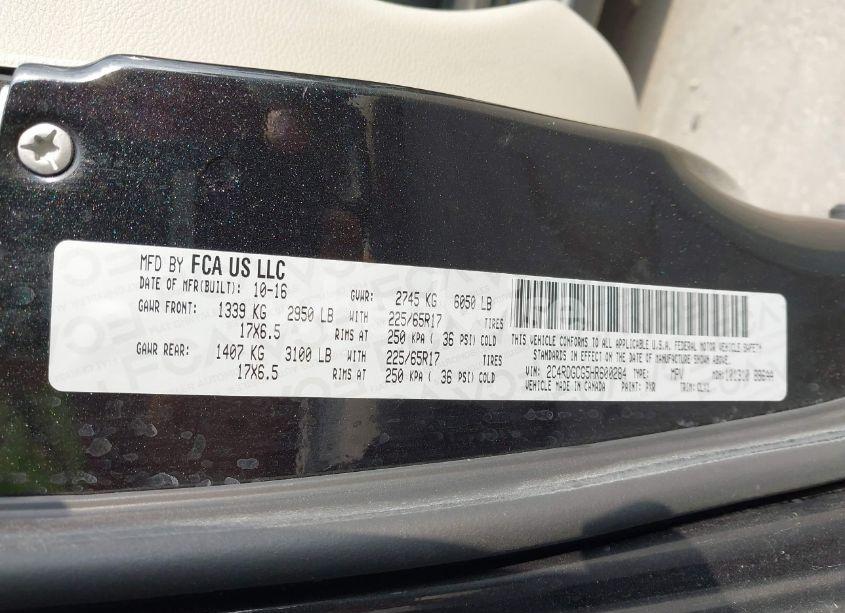 MFD BY FCA US LLC
DATE OF MFR(BUILT): 10-16 GVWR: 2745 KG 6050 LB
GAWR FRONT: 1339 KG 2950 LB WITH 225/65R17 TIRES
17X6.5 RIMS AT 250 KPA ( 36 PSI) COLD
GAWR REAR: 1407 KG 3100 LB WITH 225/65R17 TIRES
17X6.5 RIMS AT 250 KPA ( 36 PSI) COLD
THIS VEHICLE CONFORMS TO ALL APPLICABLE U.S.A. FEDERAL MOTOR VEHICLE SAFETY
STANDARDS IN EFFECT ON THE DATE OF MANUFACTURE SHOWN ABOVE.
VIN: 2C4RDGCG5HR600284 TYPE: MPV MDH: 101310
VEHICLE MADE IN CANADA PAINT: PXR TRIM: